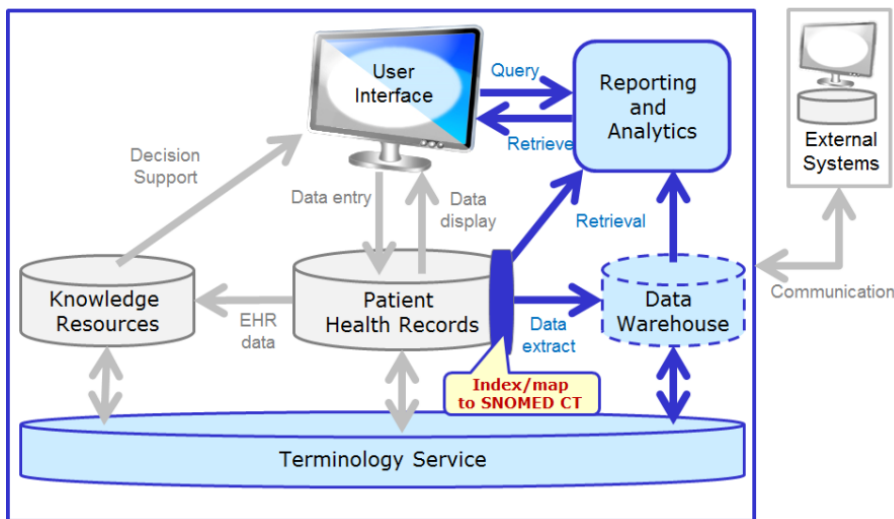 User
Interface
Query
Retrieve
Reporting
and
Analytics
External
Systems
Decision
Support
Data entry
Data
display
Retrieval
Knowledge
Resources
EHR
data
Patient
Health Records
Data
extract
Data
Warehouse
Communication
Index/map
to SNOMED CT
Terminology Service